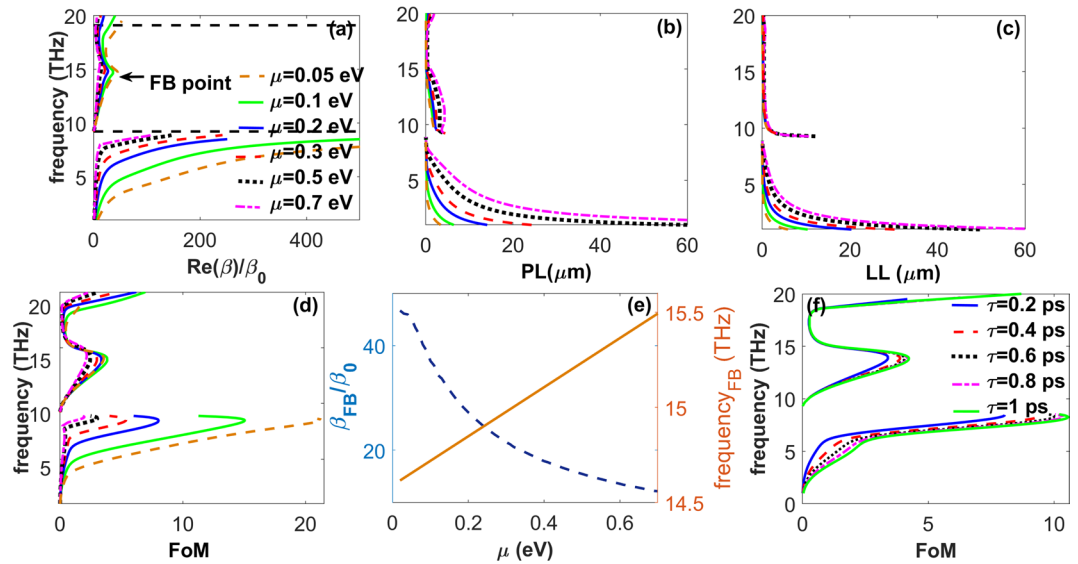 (a)
frequency (THz)
20
15
10
5
0
200
400
Re(β)/β₀
FB point
μ=0.05 eV
μ=0.1 eV
μ=0.2 eV
μ=0.3 eV
μ=0.5 eV
μ=0.7 eV
(b)
20
15
10
5
0
20
40
60
PL(μm)
(c)
20
15
10
5
0
20
40
60
LL (μm)
(d)
frequency (THz)
20
15
10
5
0
10
20
FoM
(e)
β_FB/β₀
40
20
0
0.2
0.4
0.6
μ (eV)
15.5
15
14.5
frequency_FB (THz)
(f)
frequency (THz)
20
15
10
5
0
0
5
10
FoM
τ=0.2 ps
τ=0.4 ps
τ=0.6 ps
τ=0.8 ps
τ=1 ps